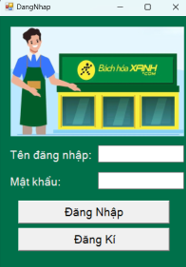 DangNhap
Bách hóa XANH
.COM
Tên đăng nhập:
Mật khẩu:
Đăng Nhập
Đăng Kí